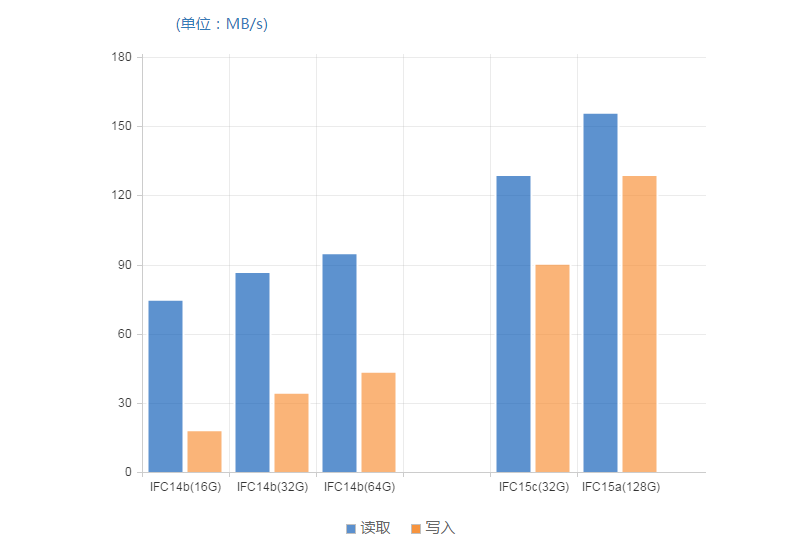 (单位：MB/s)
180
150
120
90
60
30
0
IFC14b(16G) IFC14b(32G) IFC14b(64G) IFC15c(32G) IFC15a(128G)
读取 写入